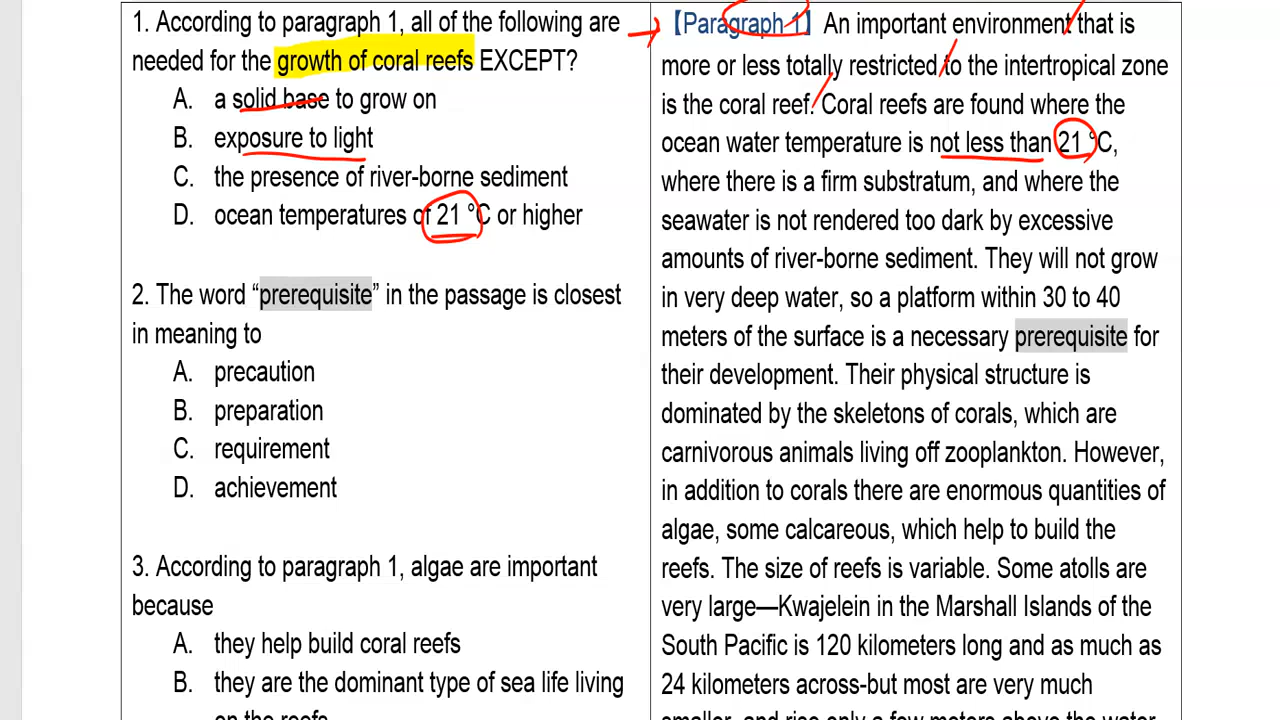 1. According to paragraph 1, all of the following are
needed for the growth of coral reefs EXCEPT?
A. a solid base to grow on
B. exposure to light
C. the presence of river-borne sediment
D. ocean temperatures of 21 °C or higher
2. The word “prerequisite” in the passage is closest
in meaning to
A. precaution
B. preparation
C. requirement
D. achievement
3. According to paragraph 1, algae are important
because
A. they help build coral reefs
B. they are the dominant type of sea life living
on the reefs
【Paragraph 1】 An important environment that is
more or less totally restricted to the intertropical zone
is the coral reef. Coral reefs are found where the
ocean water temperature is not less than 21 °C,
where there is a firm substratum, and where the
seawater is not rendered too dark by excessive
amounts of river-borne sediment. They will not grow
in very deep water, so a platform within 30 to 40
meters of the surface is a necessary prerequisite for
their development. Their physical structure is
dominated by the skeletons of corals, which are
carnivorous animals living off zooplankton. However,
in addition to corals there are enormous quantities of
algae, some calcareous, which help to build the
reefs. The size of reefs is variable. Some atolls are
very large—Kwajelein in the Marshall Islands of the
South Pacific is 120 kilometers long and as much as
24 kilometers across-but most are very much
smaller, and rise only a few meters above the water.